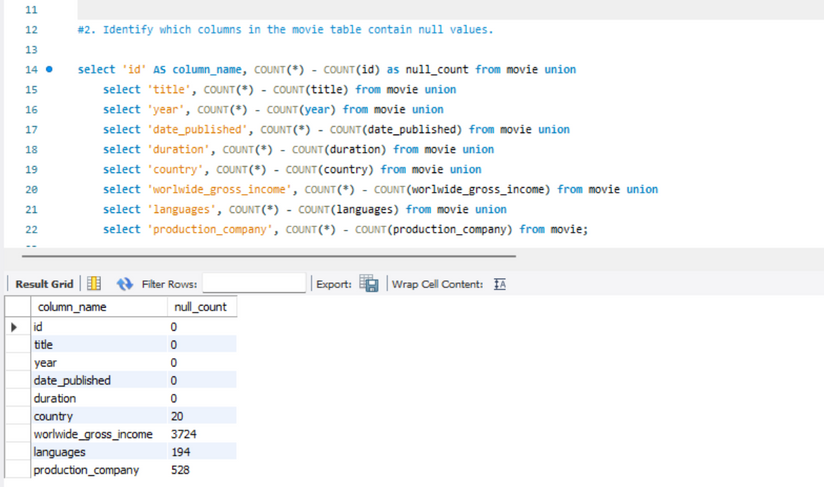 11
12 #2. Identify which columns in the movie table contain null values.
13
14 select 'id' AS column_name, COUNT(*) - COUNT(id) as null_count from movie union
15 select 'title', COUNT(*) - COUNT(title) from movie union
16 select 'year', COUNT(*) - COUNT(year) from movie union
17 select 'date_published', COUNT(*) - COUNT(date_published) from movie union
18 select 'duration', COUNT(*) - COUNT(duration) from movie union
19 select 'country', COUNT(*) - COUNT(country) from movie union
20 select 'worlwide_gross_income', COUNT(*) - COUNT(worlwide_gross_income) from movie union
21 select 'languages', COUNT(*) - COUNT(languages) from movie union
22 select 'production_company', COUNT(*) - COUNT(production_company) from movie;
Result Grid Filter Rows: Export: Wrap Cell Content:
column_name null_count
id 0
title 0
year 0
date_published 0
duration 0
country 20
worlwide_gross_income 3724
languages 194
production_company 528